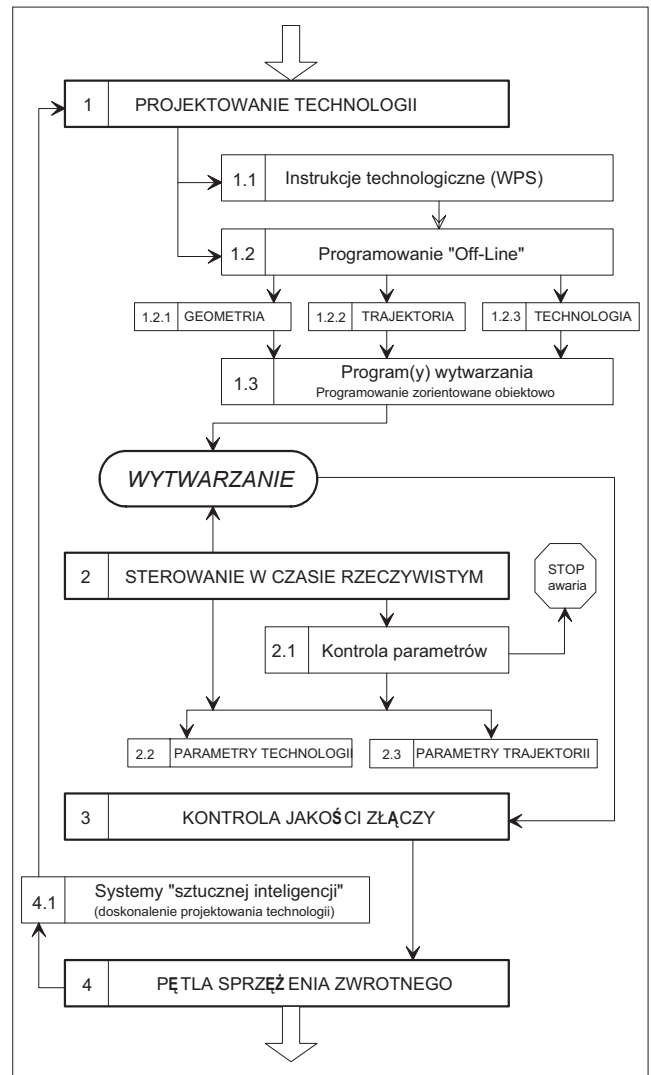 1 PROJEKTOWANIE TECHNOLOGII
1.1 Instrukcje technologiczne (WPS)
1.2 Programowanie "Off-Line"
1.2.1 GEOMETRIA 1.2.2 TRAJEKTORIA 1.2.3 TECHNOLOGIA
1.3 Program(y) wytwarzania
Programowanie zorientowane obiektowo
WYTWARZANIE
2 STEROWANIE W CZASIE RZECZYWISTYM
STOP
awaria
2.1 Kontrola parametrów
2.2 PARAMETRY TECHNOLOGII 2.3 PARAMETRY TRAJEKTORII
3 KONTROLA JAKOŚCI ZŁĄCZY
4.1 Systemy "sztucznej inteligencji"
(doskonalenie projektowania technologii)
4 PĘTLA SPRZĘŻENIA ZWROTNEGO